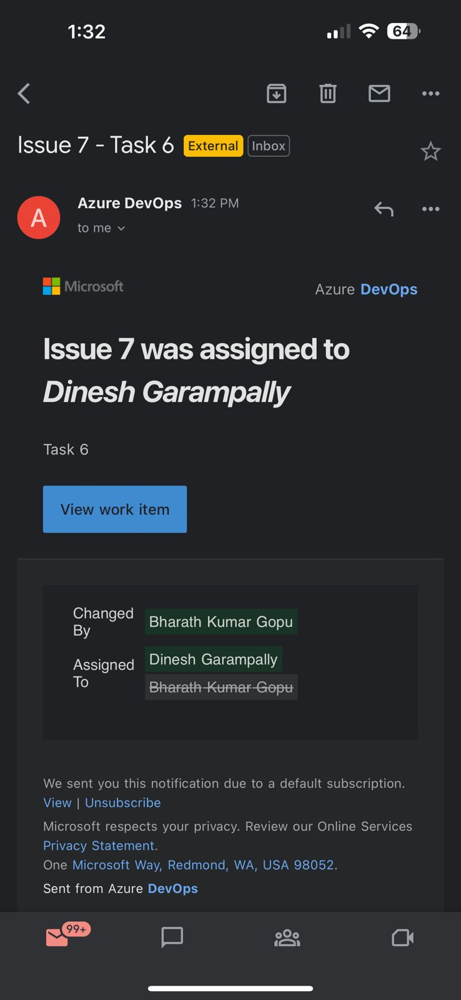 1:32
64
Issue 7 - Task 6 External Inbox
A
Azure DevOps 1:32 PM
to me
Microsoft
Azure DevOps
Issue 7 was assigned to
Dinesh Garampally
Task 6
View work item
Changed
By
Bharath Kumar Gopu
Assigned
To
Dinesh Garampally
Bharath Kumar Gopu
We sent you this notification due to a default subscription.
View | Unsubscribe
Microsoft respects your privacy. Review our Online Services
Privacy Statement.
One Microsoft Way, Redmond, WA, USA 98052.
Sent from Azure DevOps
99+